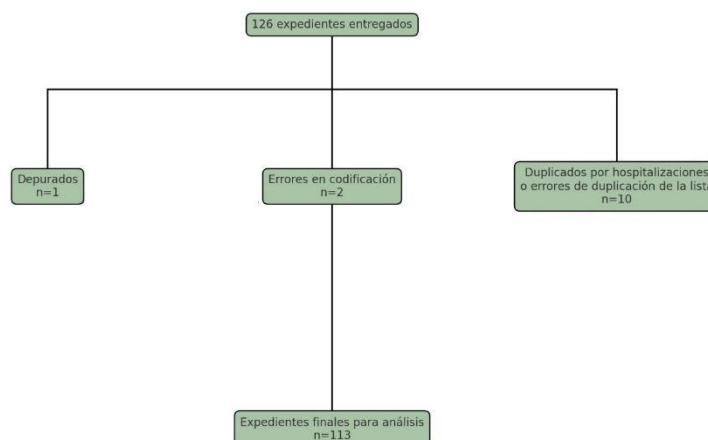 126 expedientes entregados
Depurados
n=1
Errores en codificación
n=2
Duplicados por hospitalizaciones
o errores de duplicación de la lista
n=10
Expedientes finales para análisis
n=113